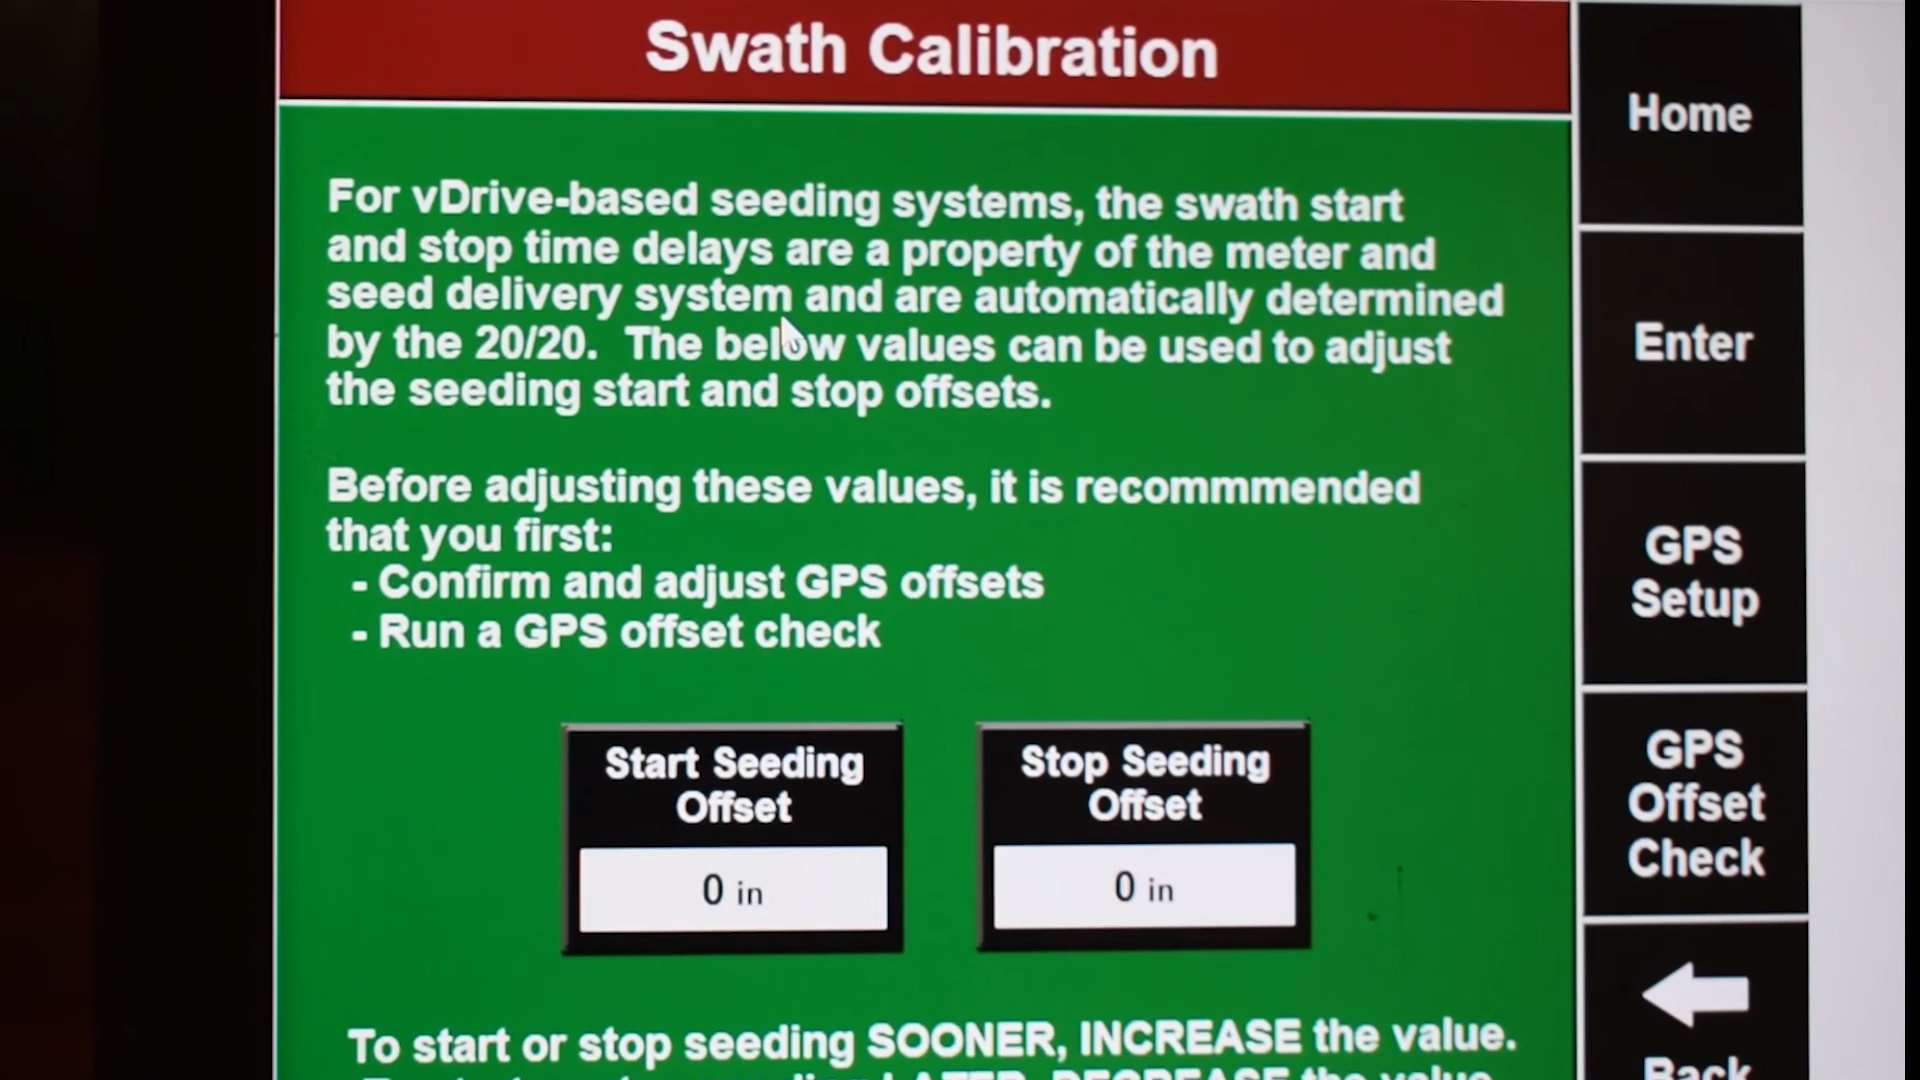 Swath Calibration
For vDrive-based seeding systems, the swath start
and stop time delays are a property of the meter and
seed delivery system and are automatically determined
by the 20/20. The below values can be used to adjust
the seeding start and stop offsets.
Before adjusting these values, it is recommmended
that you first:
- Confirm and adjust GPS offsets
- Run a GPS offset check
Start Seeding
Offset
0 in
Stop Seeding
Offset
0 in
To start or stop seeding SOONER, INCREASE the value.
LATER, DECREASE the value
Home
Enter
GPS
Setup
GPS
Offset
Check
Back